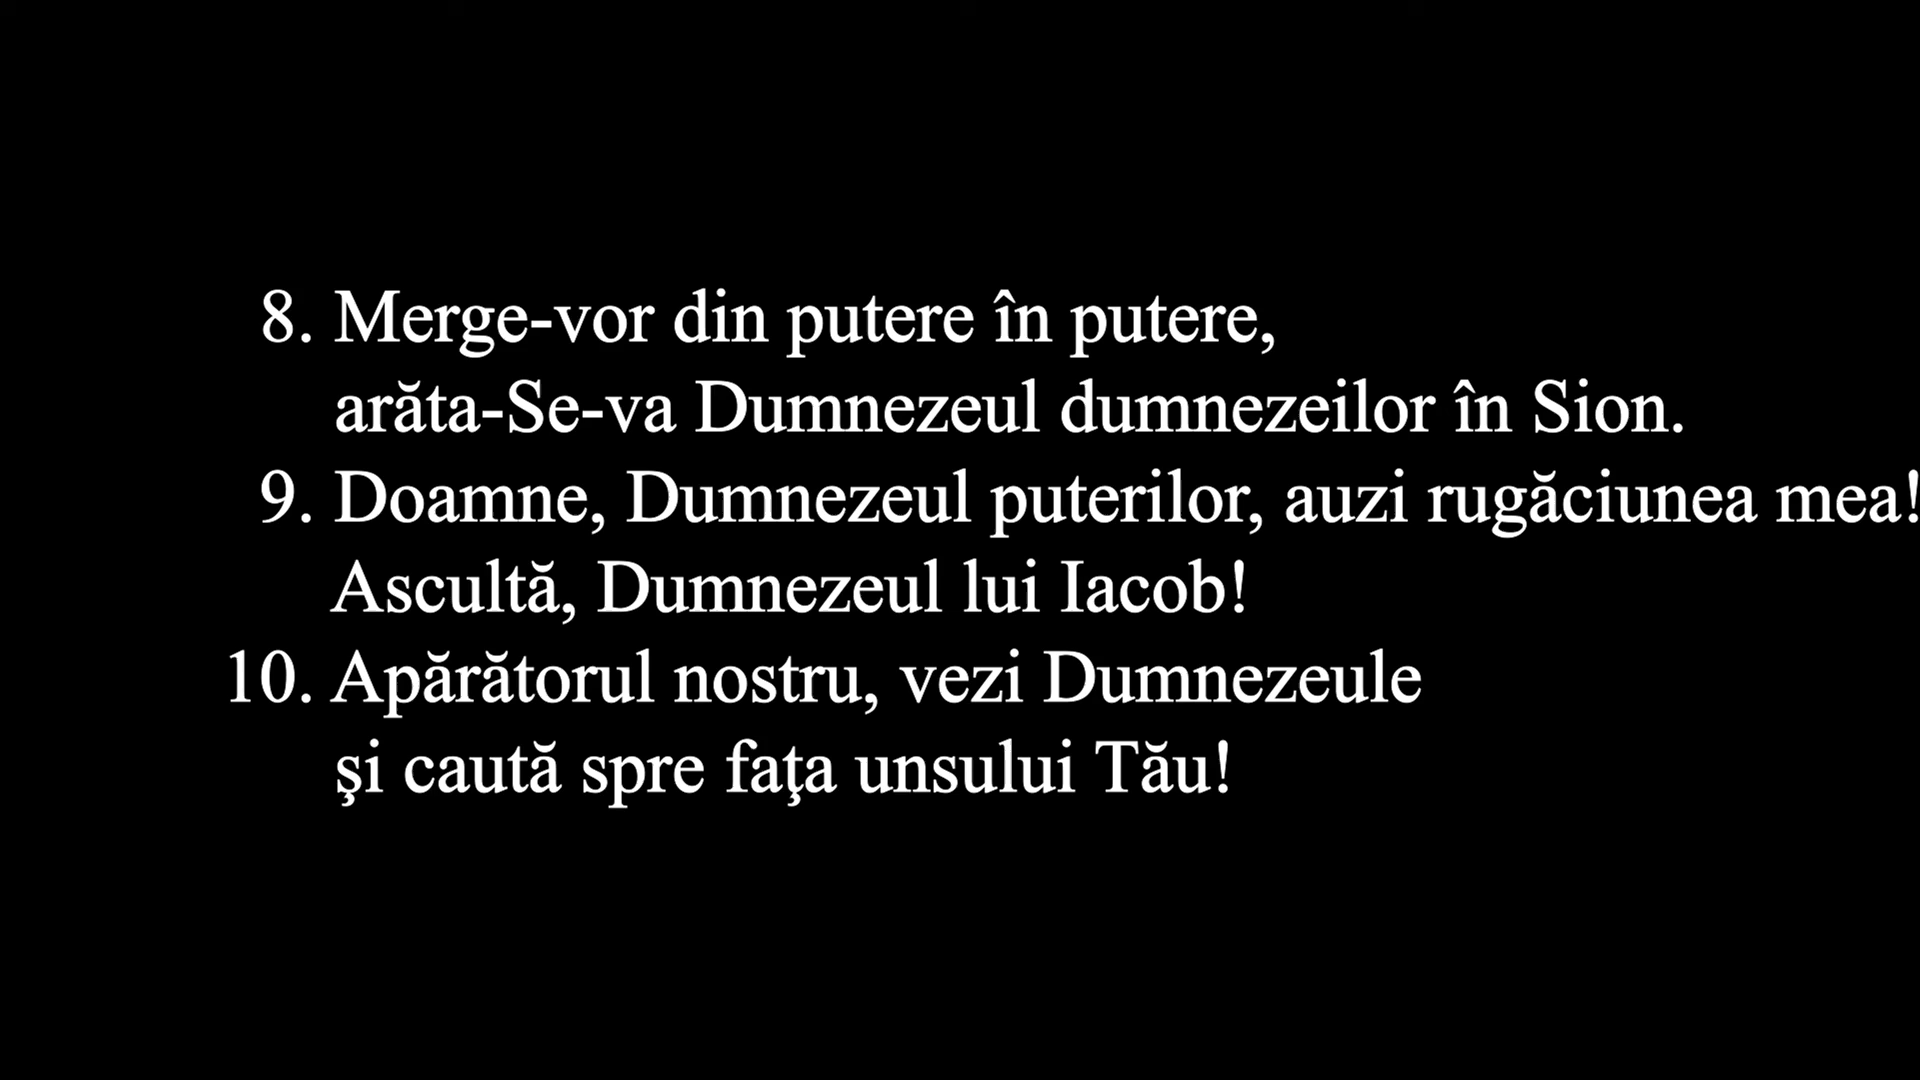 8. Merge-vor din putere în putere,
arăta-Se-va Dumnezeul dumnezeilor în Sion.
9. Doamne, Dumnezeul puterilor, auzi rugăciunea mea!
Ascultă, Dumnezeul lui Iacob!
10. Apărătorul nostru, vezi Dumnezeule
şi caută spre faţa unsului Tău!